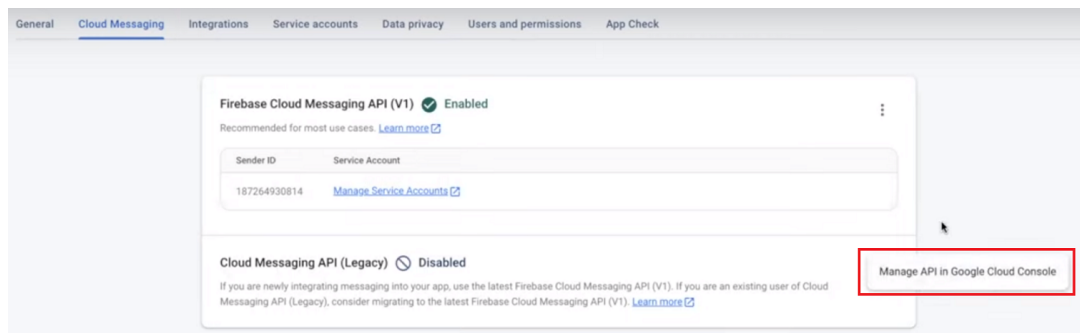 General Cloud Messaging Integrations Service accounts Data privacy Users and permissions App Check
Firebase Cloud Messaging API (V1) Enabled
Recommended for most use cases. Learn more
Sender ID Service Account
187264930814 Manage Service Accounts
Cloud Messaging API (Legacy) Disabled
Manage API in Google Cloud Console
If you are newly integrating messaging into your app, use the latest Firebase Cloud Messaging API (V1). If you are an existing user of Cloud
Messaging API (Legacy), consider migrating to the latest Firebase Cloud Messaging API (V1). Learn more